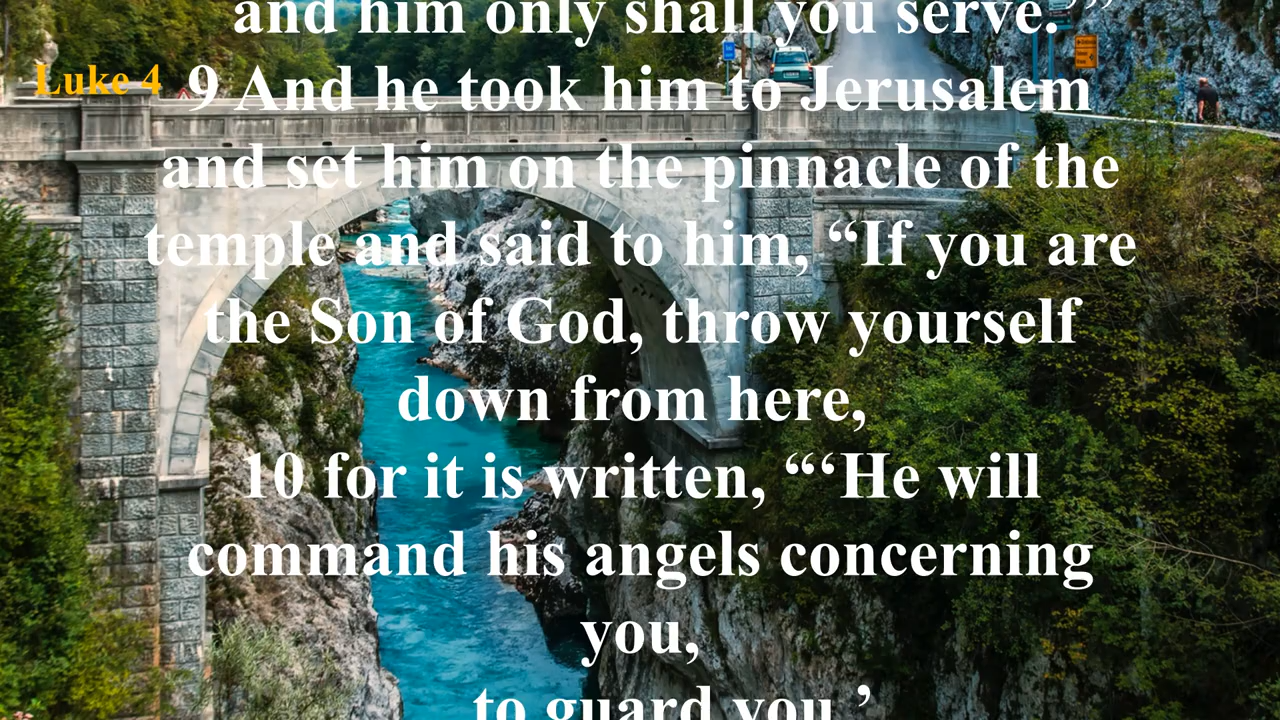 and him only shall you serve.’”
Luke 4
9 And he took him to Jerusalem
and set him on the pinnacle of the
temple and said to him, “If you are
the Son of God, throw yourself
down from here,
10 for it is written, “‘He will
command his angels concerning
you,
to guard you,’